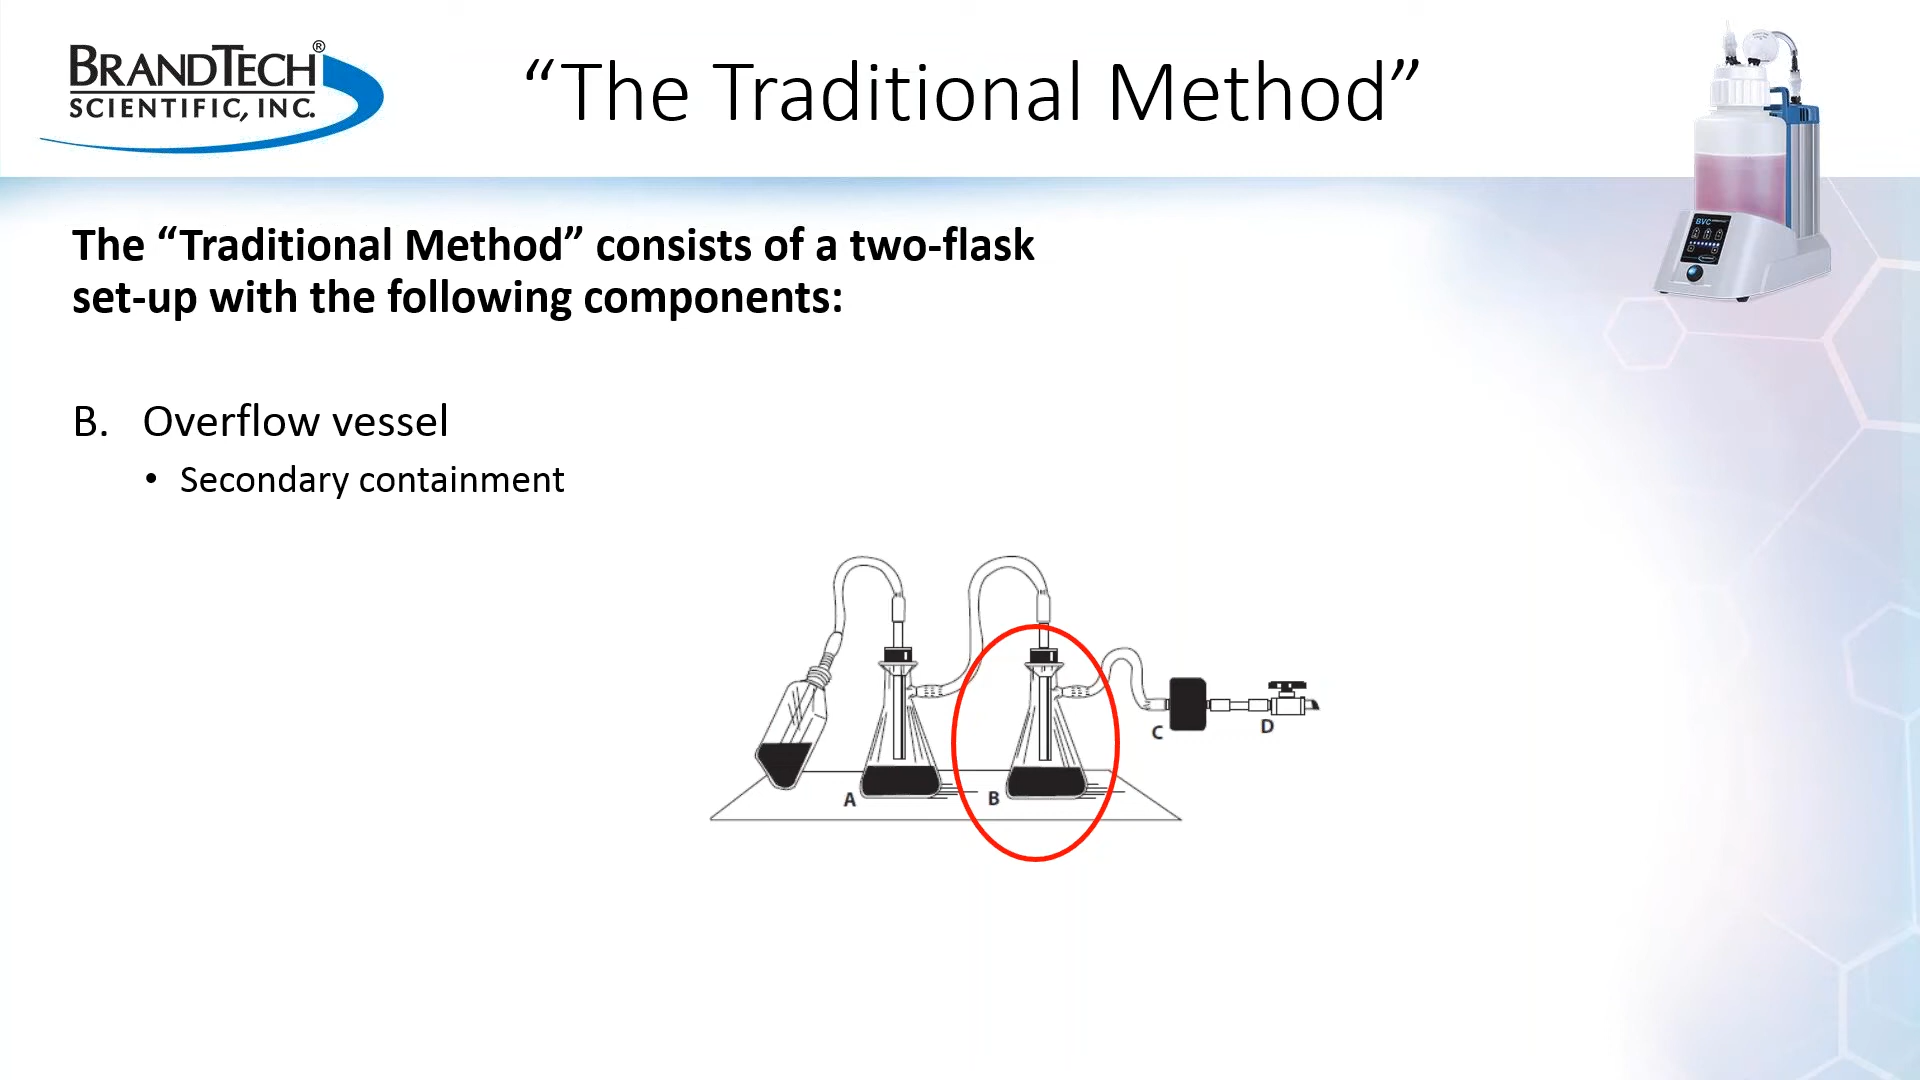 BRANDTECH®
SCIENTIFIC, INC.
“The Traditional Method”
BVC
The “Traditional Method” consists of a two-flask
set-up with the following components:
B. Overflow vessel
• Secondary containment
A
B
C
D